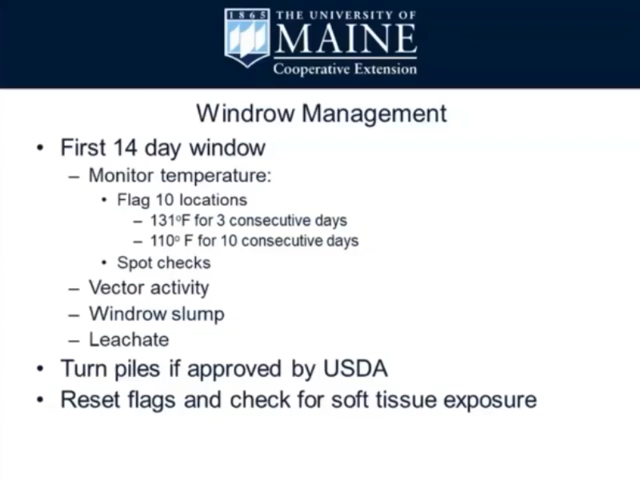 1865
THE UNIVERSITY OF
MAINE
Cooperative Extension
Windrow Management
• First 14 day window
– Monitor temperature:
• Flag 10 locations
– 131ºF for 3 consecutive days
– 110º F for 10 consecutive days
• Spot checks
– Vector activity
– Windrow slump
– Leachate
• Turn piles if approved by USDA
• Reset flags and check for soft tissue exposure